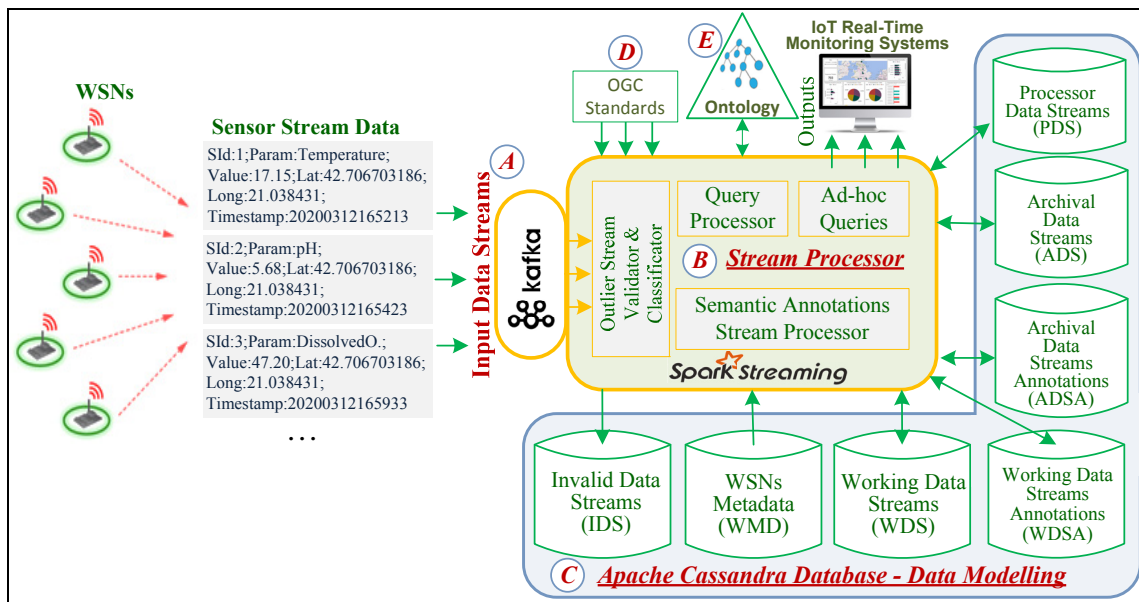 WSNs
Sensor Stream Data
SId:1;Param:Temperature;
Value:17.15;Lat:42.706703186;
Long:21.038431;
Timestamp:20200312165213
SId:2;Param:pH;
Value:5.68;Lat:42.706703186;
Long:21.038431;
Timestamp:20200312165423
SId:3;Param:DissolvedO.;
Value:47.20;Lat:42.706703186;
Long:21.038431;
Timestamp:20200312165933
...
A
Input Data Streams
kafka
D
OGC
Standards
E
Ontology
IoT Real-Time
Monitoring Systems
Outputs
Outlier Stream
Validator &
Classificator
Query
Processor
Ad-hoc
Queries
B
Stream Processor
Semantic Annotations
Stream Processor
Spark Streaming
Processor
Data Streams
(PDS)
Archival
Data
Streams
(ADS)
Archival
Data
Streams
Annotations
(ADSA)
Invalid Data
Streams
(IDS)
WSNs
Metadata
(WMD)
Working Data
Streams
(WDS)
Working Data
Streams
Annotations
(WDSA)
C
Apache Cassandra Database - Data Modelling